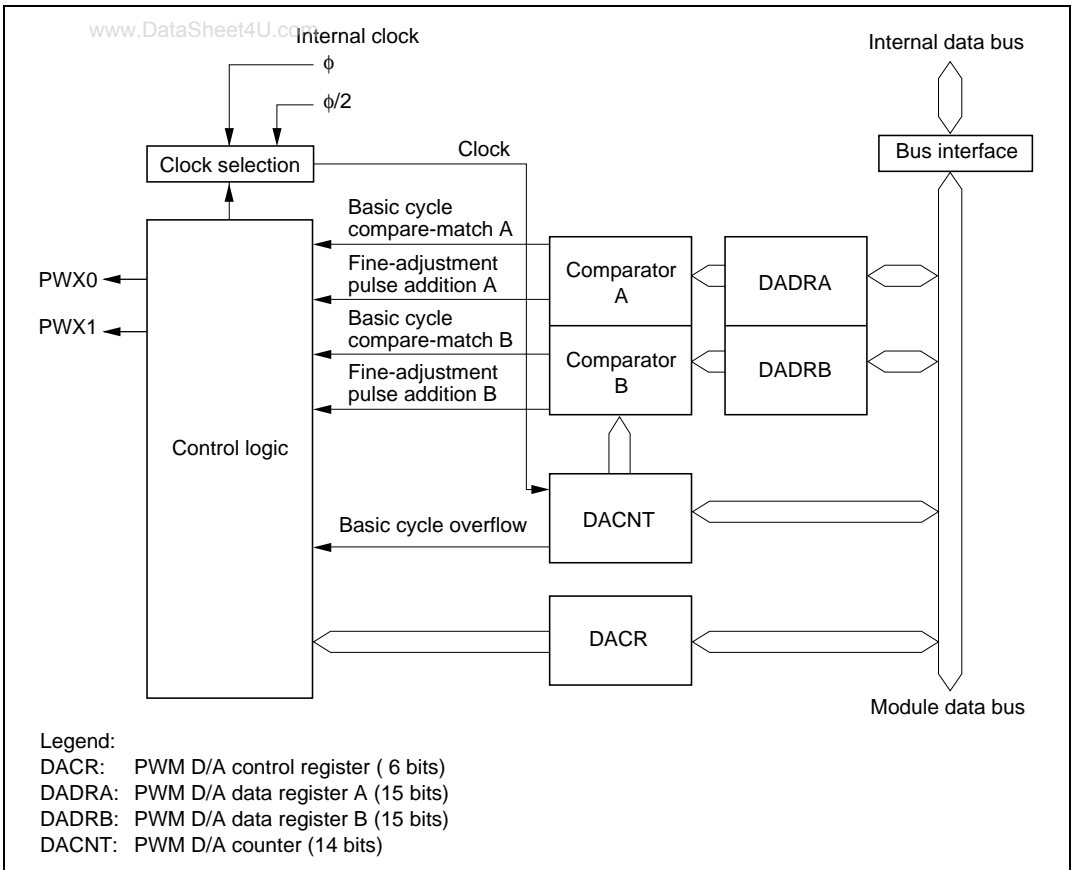 www.DataSheet4U.com
Internal clock
ϕ
ϕ/2
Internal data bus
Clock selection
Clock
Bus interface
Basic cycle
compare-match A
Fine-adjustment
pulse addition A
Basic cycle
compare-match B
Fine-adjustment
pulse addition B
PWX0
PWX1
Comparator
A
DADRA
Comparator
B
DADRB
Control logic
Basic cycle overflow
DACNT
DACR
Module data bus
Legend:
DACR: PWM D/A control register ( 6 bits)
DADRA: PWM D/A data register A (15 bits)
DADRB: PWM D/A data register B (15 bits)
DACNT: PWM D/A counter (14 bits)